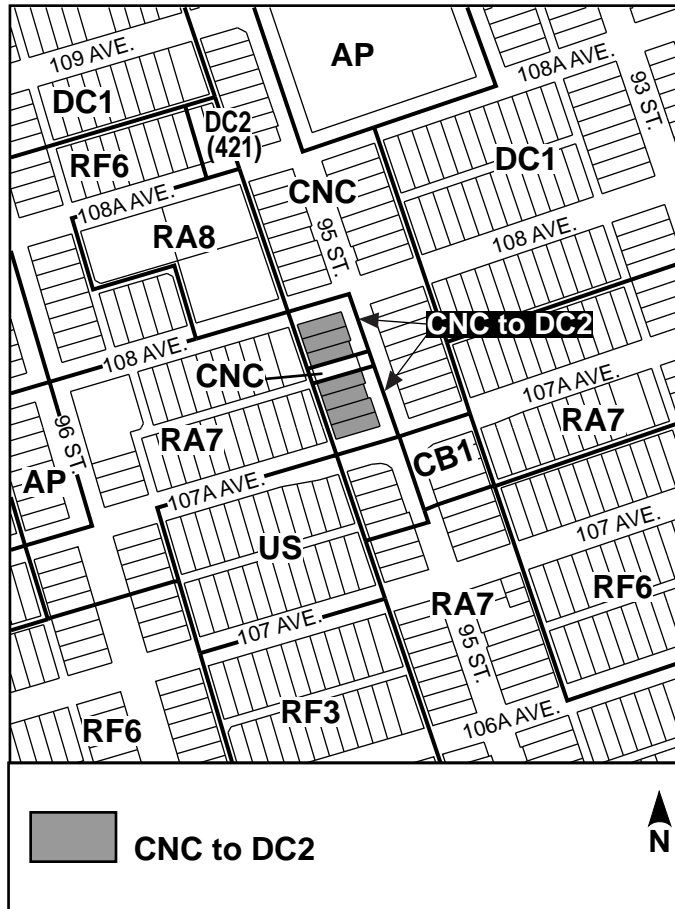 109 AVE.
AP
108A AVE.
93 ST.
DC1
DC2
(421)
RF6
DC1
CNC
108A AVE.
RA8
95 ST.
108 AVE.
CNC to DC2
108 AVE.
CNC
107A AVE.
RA7
96 ST.
RA7
CB1
AP
107A AVE.
US
107 AVE.
RF6
RA7
107 AVE.
95 ST.
RF3
106A AVE.
RF6
CNC to DC2
N